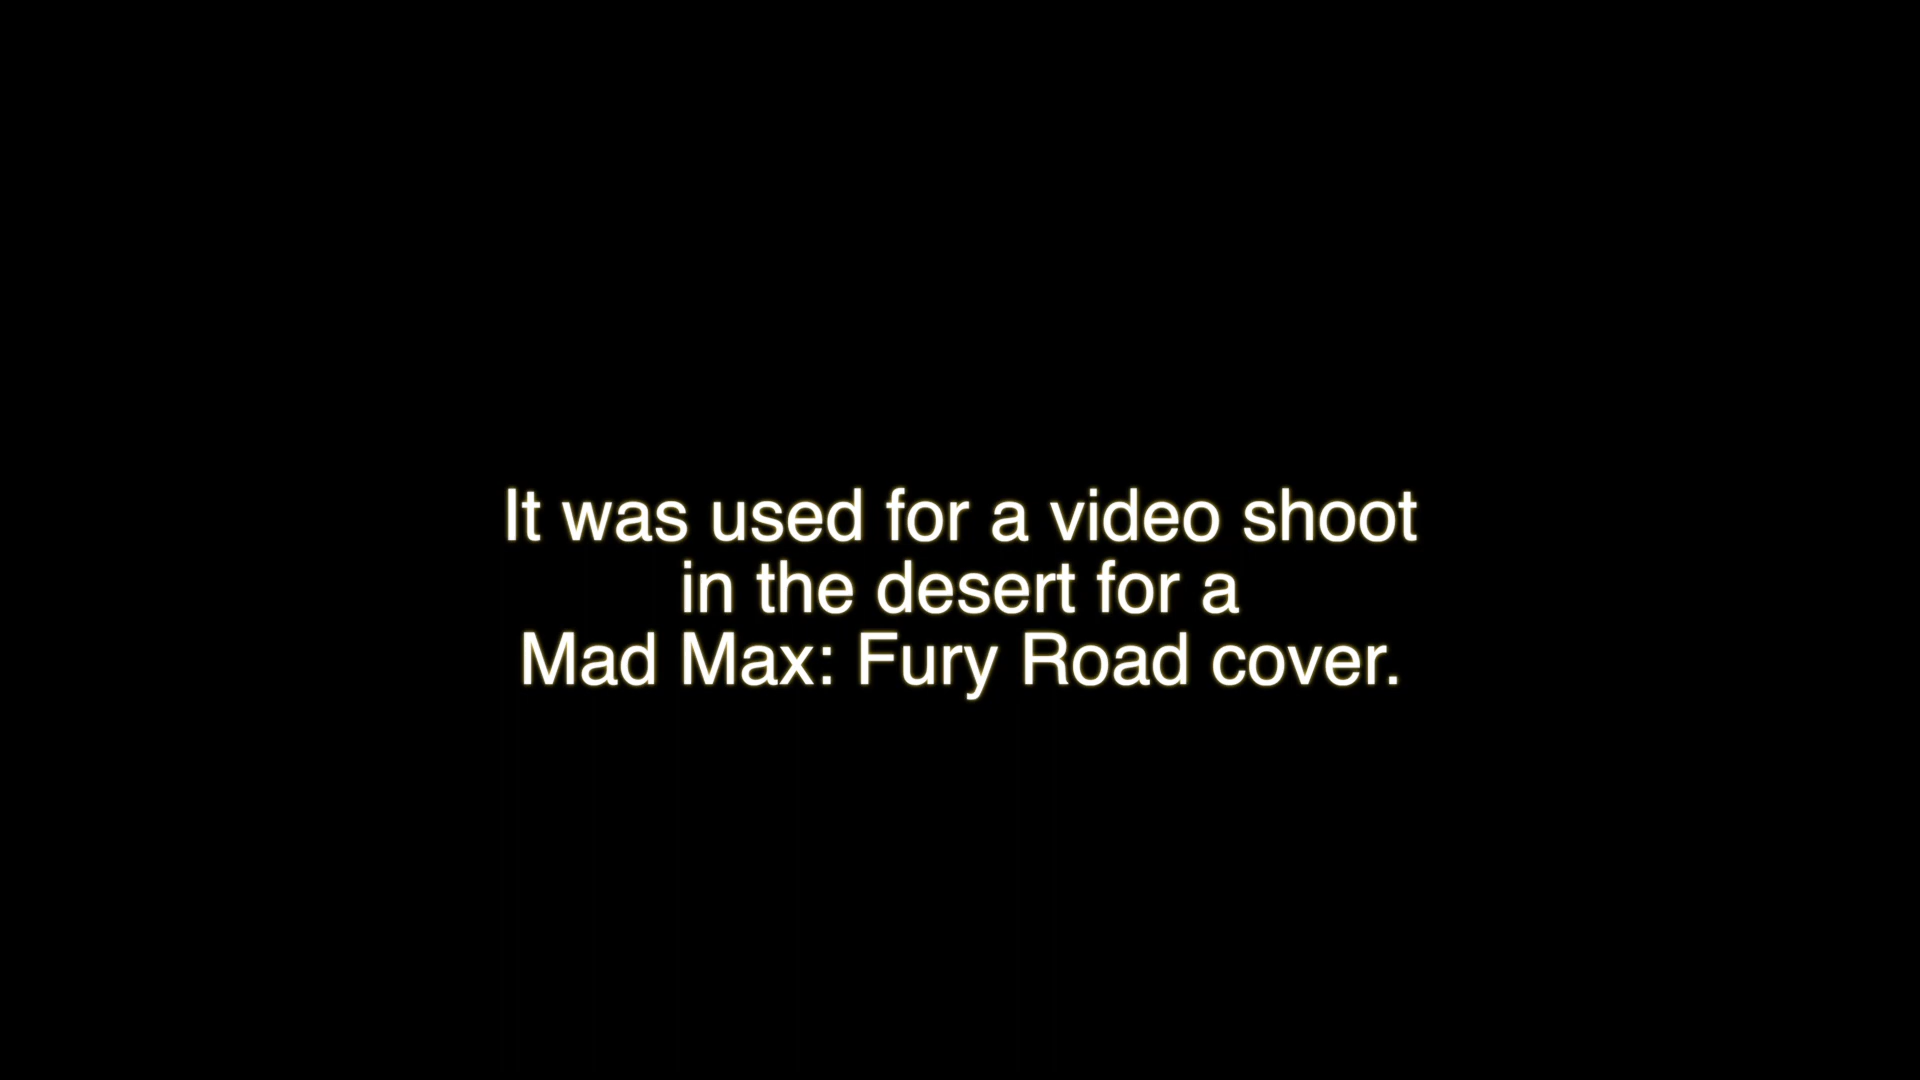 It was used for a video shoot
in the desert for a
Mad Max: Fury Road cover.